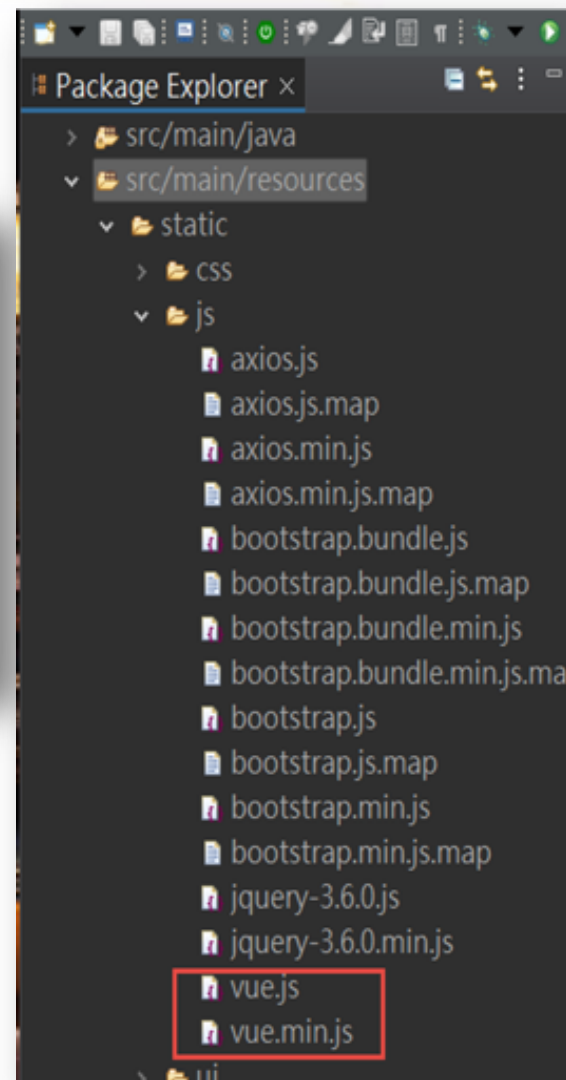 Package Explorer ×
src/main/java
src/main/resources
static
css
js
axios.js
axios.js.map
axios.min.js
axios.min.js.map
bootstrap.bundle.js
bootstrap.bundle.js.map
bootstrap.bundle.min.js
bootstrap.bundle.min.js.ma
bootstrap.js
bootstrap.js.map
bootstrap.min.js
bootstrap.min.js.map
jquery-3.6.0.js
jquery-3.6.0.min.js
vue.js
vue.min.js
ui